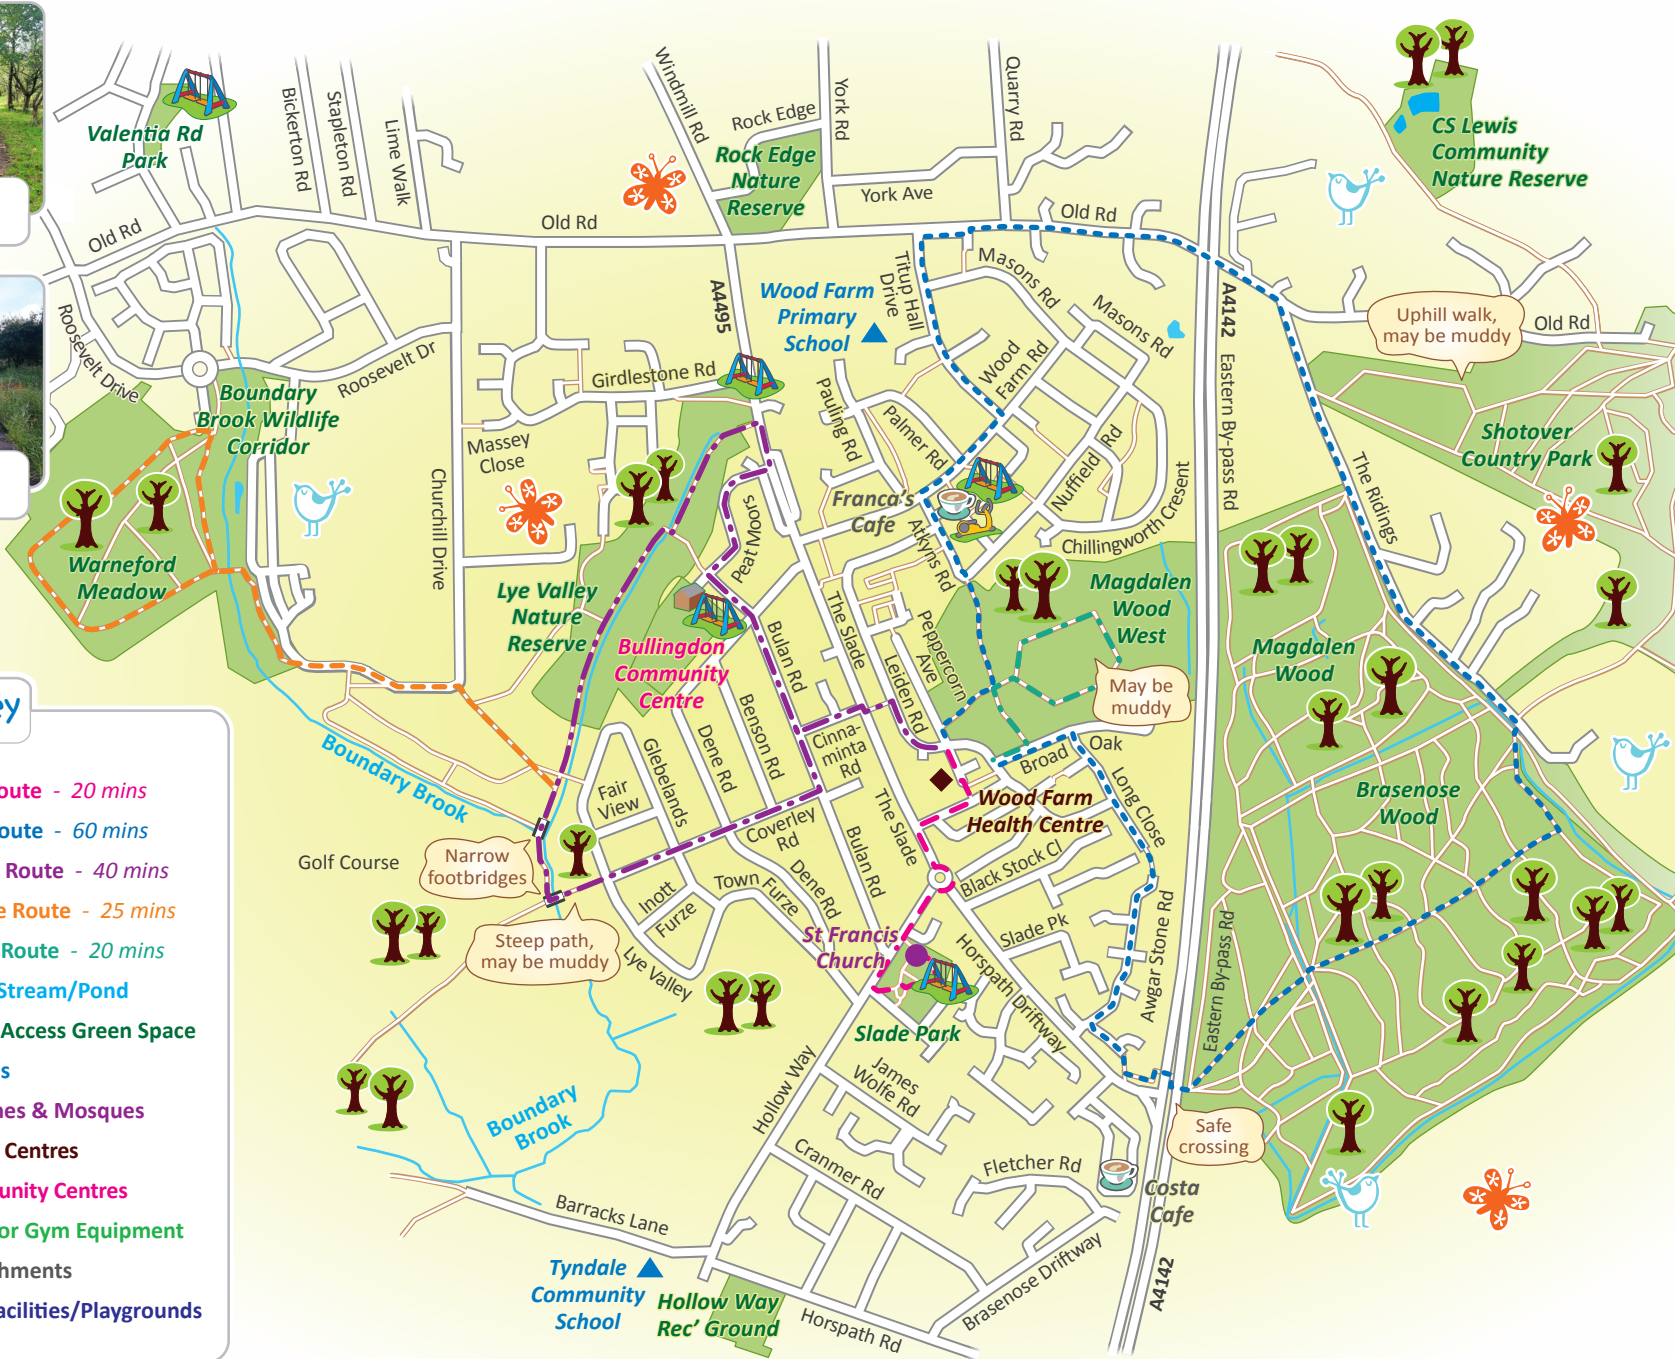 Valentia Rd
Park
Bickerton Rd
Stapleton Rd
Lime Walk
Windmill Rd
Rock Edge
York Rd
Quarry Rd
Rock Edge
Nature
Reserve
York Ave
CS Lewis
Community
Nature Reserve
Old Rd
Old Rd
Old Rd
Titup Hall
Drive
Masons Rd
Masons Rd
A4495
Wood Farm
Primary
School
A4142
Uphill walk,
may be muddy
Old Rd
Roosevelt Drive
Roosevelt Dr
Boundary
Brook Wildlife
Corridor
Girdlestone Rd
Wood
Farm Rd
Pauling Rd
Palmer Rd
Eastern By-pass Rd
Shotover
Country Park
Massey
Close
Churchill Drive
Nuffield Rd
The Ridings
Peat Moors
Franca's
Cafe
Atkyns Rd
Chillingworth Cresent
Warneford
Meadow
Lye Valley
Nature
Reserve
Magdalen
Wood
West
The Slade
Peppercorn
Ave
Bullingdon
Community
Centre
Bulan Rd
Leiden Rd
Magdalen
Wood
May be
muddy
ey
Boundary Brook
Glebelands
Dene Rd
Benson Rd
Cinna-
minta
Rd
Broad
Oak
Long Close
oute - 20 mins
oute - 60 mins
Route - 40 mins
e Route - 25 mins
Route - 20 mins
Stream/Pond
Access Green Space
s
hes & Mosques
Centres
unity Centres
or Gym Equipment
hments
acilities/Playgrounds
Fair
View
Wood Farm
Health Centre
Brasenose
Wood
Coverley
Rd
The Slade
Golf Course
Narrow
footbridges
Bulan Rd
Black Stock Cl
Inott
Furze
Town
Furze
Dene Rd
Steep path,
may be muddy
Lye Valley
St Francis
Church
Slade Pk
Horspath Driftway
Awgar Stone Rd
Eastern By-pass Rd
Slade Park
James
Wolfe Rd
Hollow Way
Boundary
Brook
Safe
crossing
Cranmer Rd
Fletcher Rd
Costa
Cafe
Barracks Lane
Tyndale
Community
School
Hollow Way
Rec' Ground
Horspath Rd
Brasenose Driftway
A4142